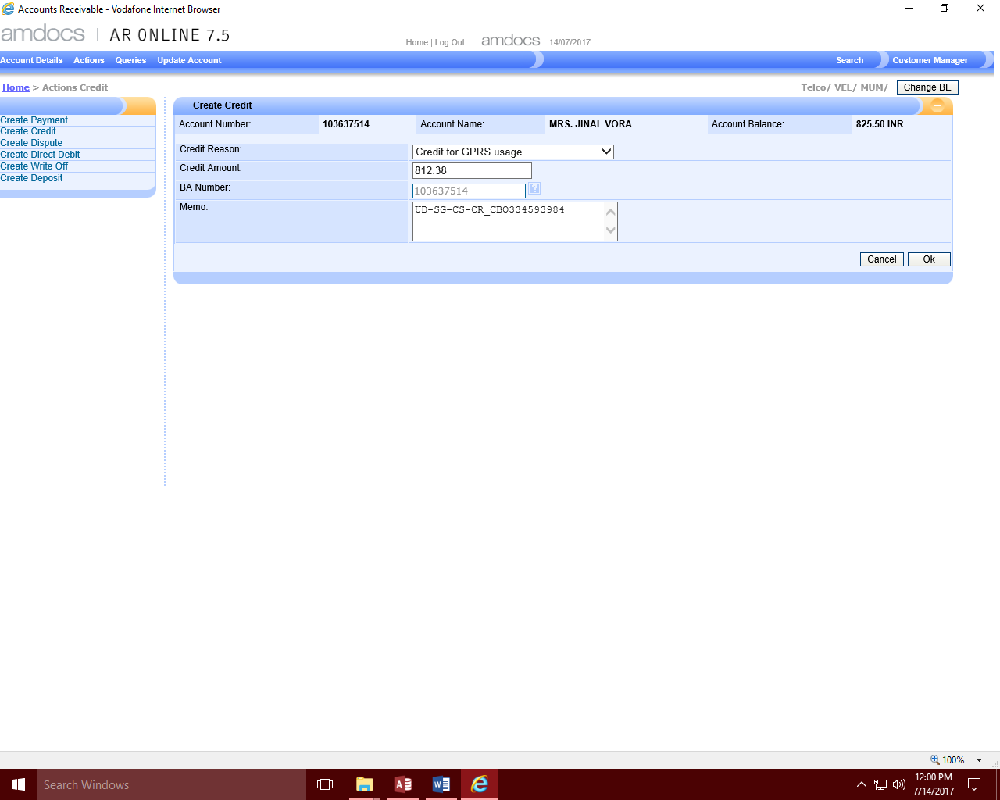 Accounts Receivable - Vodafone Internet Browser
amdocs | AR ONLINE 7.5
Home | Log Out amdocs 14/07/2017
Account Details Actions Queries Update Account Search Customer Manager
Home > Actions Credit Telco/ VEL/ MUM/ Change BE
Create Payment
Create Credit
Create Dispute
Create Direct Debit
Create Write Off
Create Deposit
Create Credit
Account Number: 103637514 Account Name: MRS. JINAL VORA Account Balance: 825.50 INR
Credit Reason: Credit for GPRS usage
Credit Amount: 812.38
BA Number: 103637514 ?
Memo: UD-SG-CS-CR_CBO334593984
Cancel Ok
100%
Search Windows
12:00 PM
7/14/2017